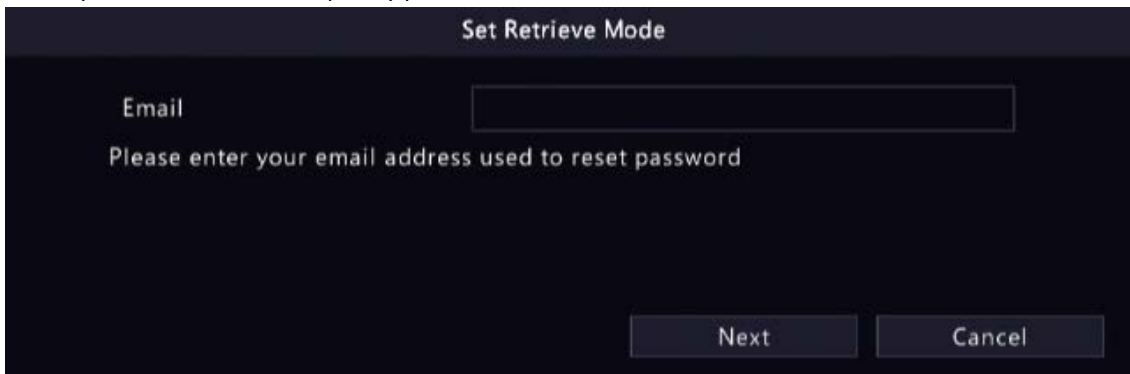 Set Retrieve Mode
Email
Please enter your email address used to reset password
Next Cancel